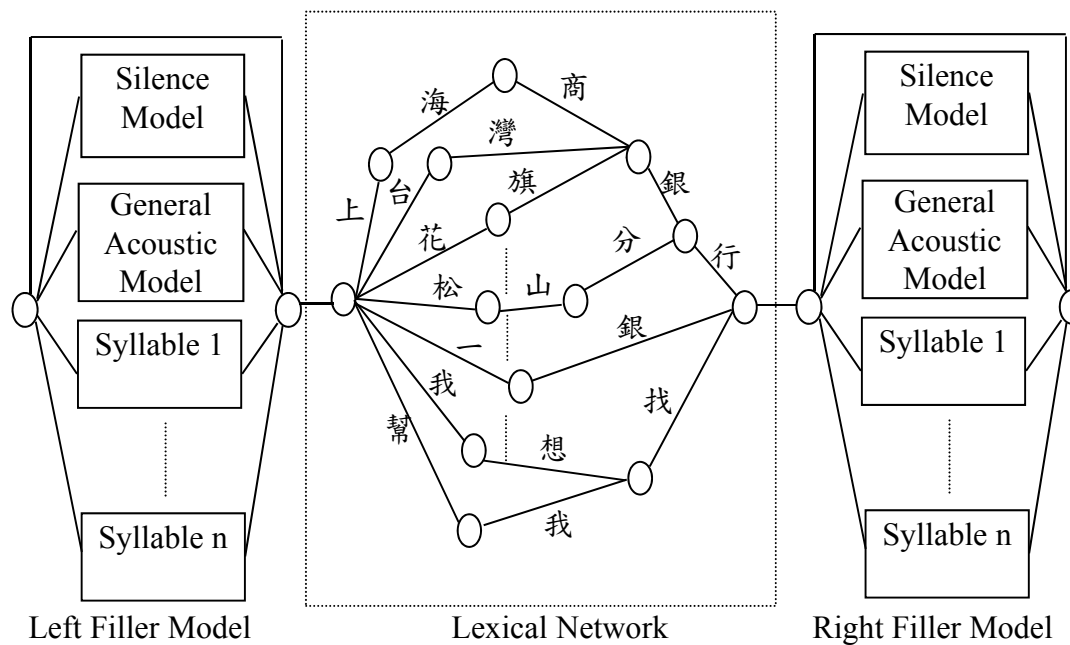 Silence
Model
General
Acoustic
Model
Syllable 1
Syllable n
Left Filler Model
海
商
灣
上
台
旗
銀
花
分
行
松
山
一
銀
我
找
幫
想
我
Lexical Network
Silence
Model
General
Acoustic
Model
Syllable 1
Syllable n
Right Filler Model